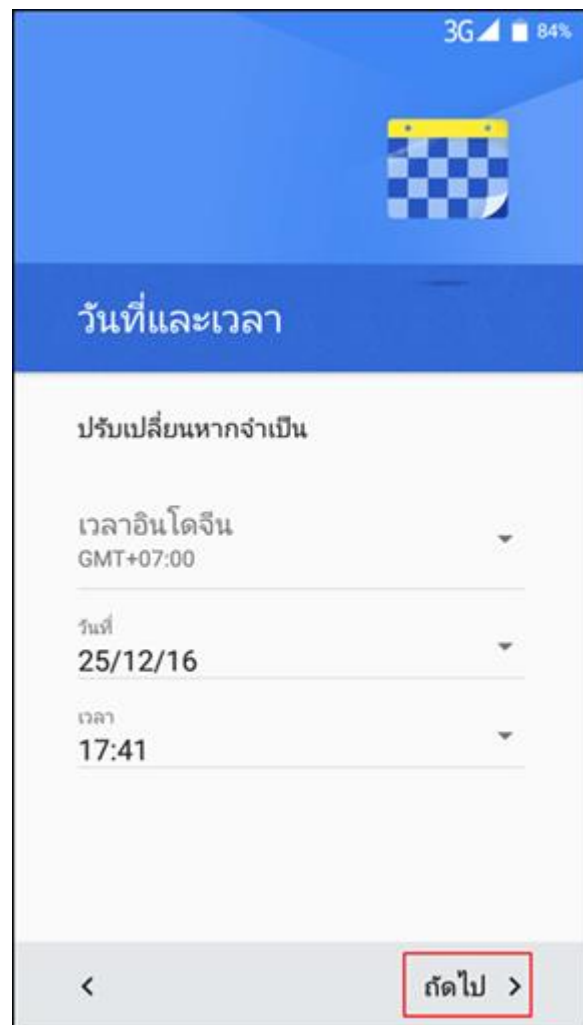 3G 84%
วันที่และเวลา
ปรับเปลี่ยนหากจำเป็น
เวลาอินโดจีน
GMT+07:00
วันที่
25/12/16
เวลา
17:41
< ถัดไป >